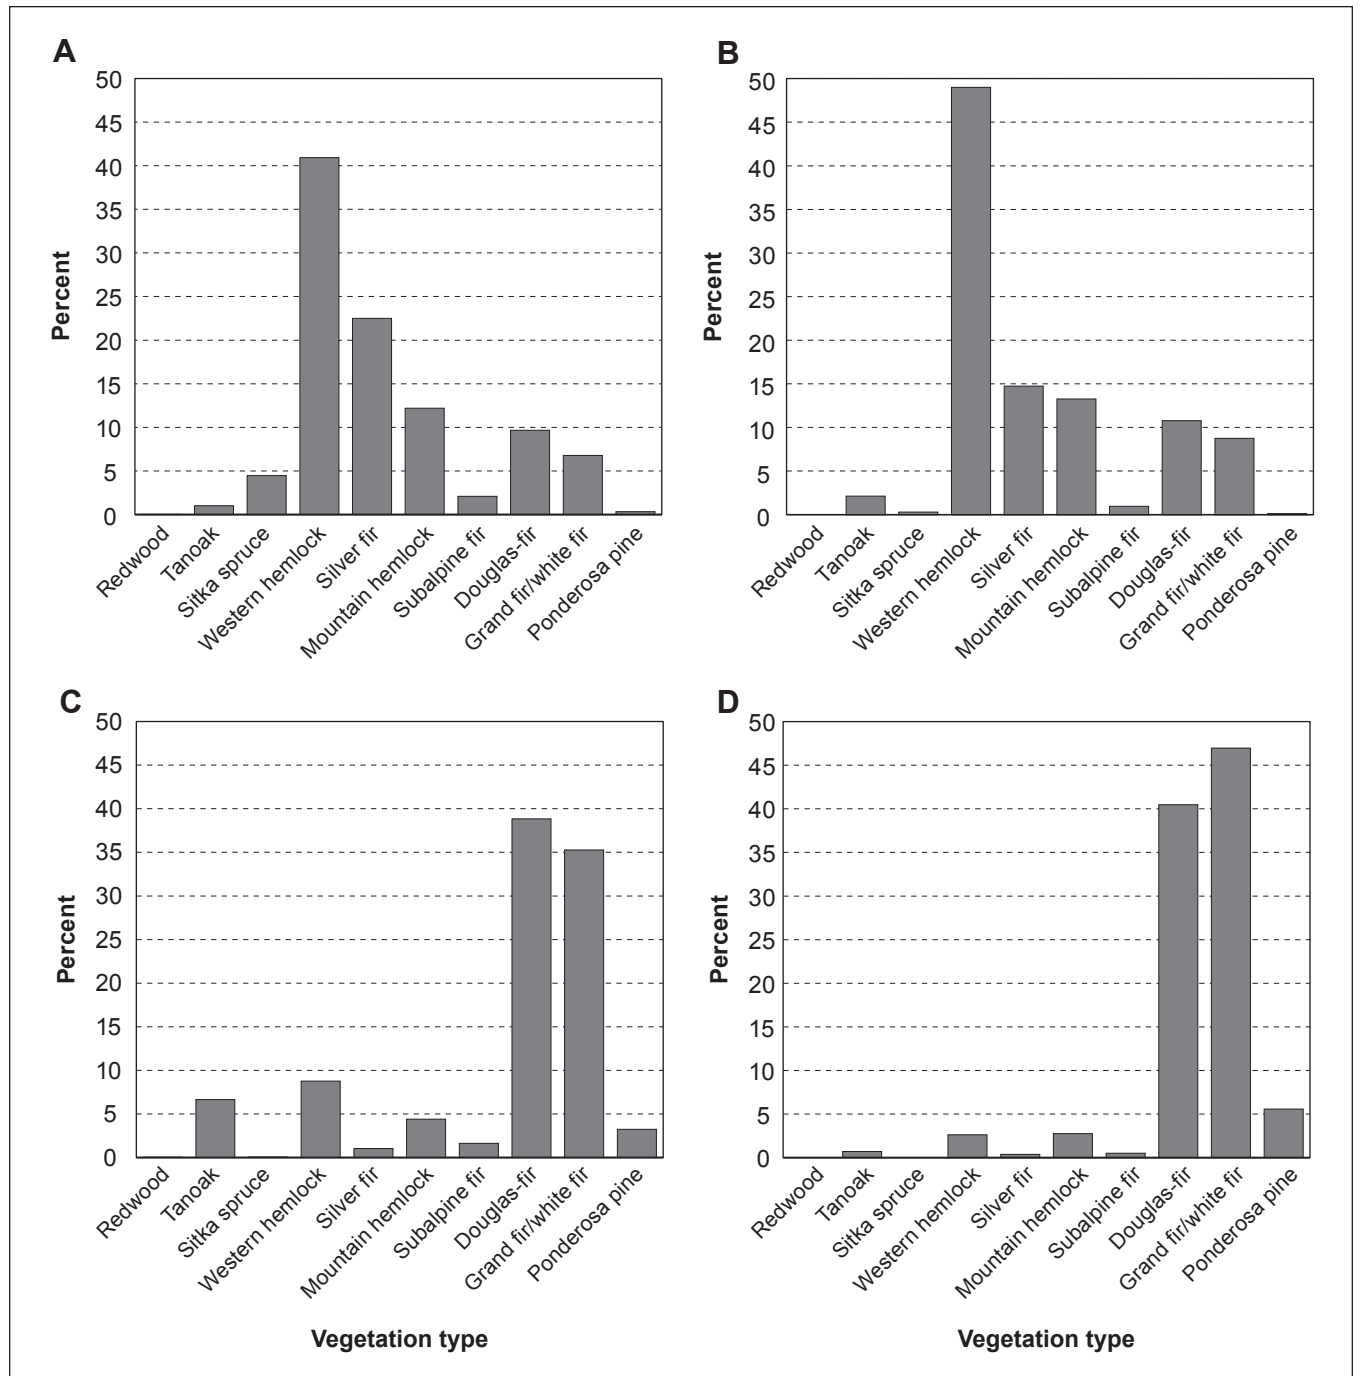 A
50
45
40
35
30
25
20
15
10
5
0
Percent
Redwood
Tanoak
Sitka spruce
Western hemlock
Silver fir
Mountain hemlock
Subalpine fir
Douglas-fir
Grand fir/white fir
Ponderosa pine
B
50
45
40
35
30
25
20
15
10
5
0
Percent
Redwood
Tanoak
Sitka spruce
Western hemlock
Silver fir
Mountain hemlock
Subalpine fir
Douglas-fir
Grand fir/white fir
Ponderosa pine
C
50
45
40
35
30
25
20
15
10
5
0
Percent
Redwood
Tanoak
Sitka spruce
Western hemlock
Silver fir
Mountain hemlock
Subalpine fir
Douglas-fir
Grand fir/white fir
Ponderosa pine
Vegetation type
D
50
45
40
35
30
25
20
15
10
5
0
Percent
Redwood
Tanoak
Sitka spruce
Western hemlock
Silver fir
Mountain hemlock
Subalpine fir
Douglas-fir
Grand fir/white fir
Ponderosa pine
Vegetation type